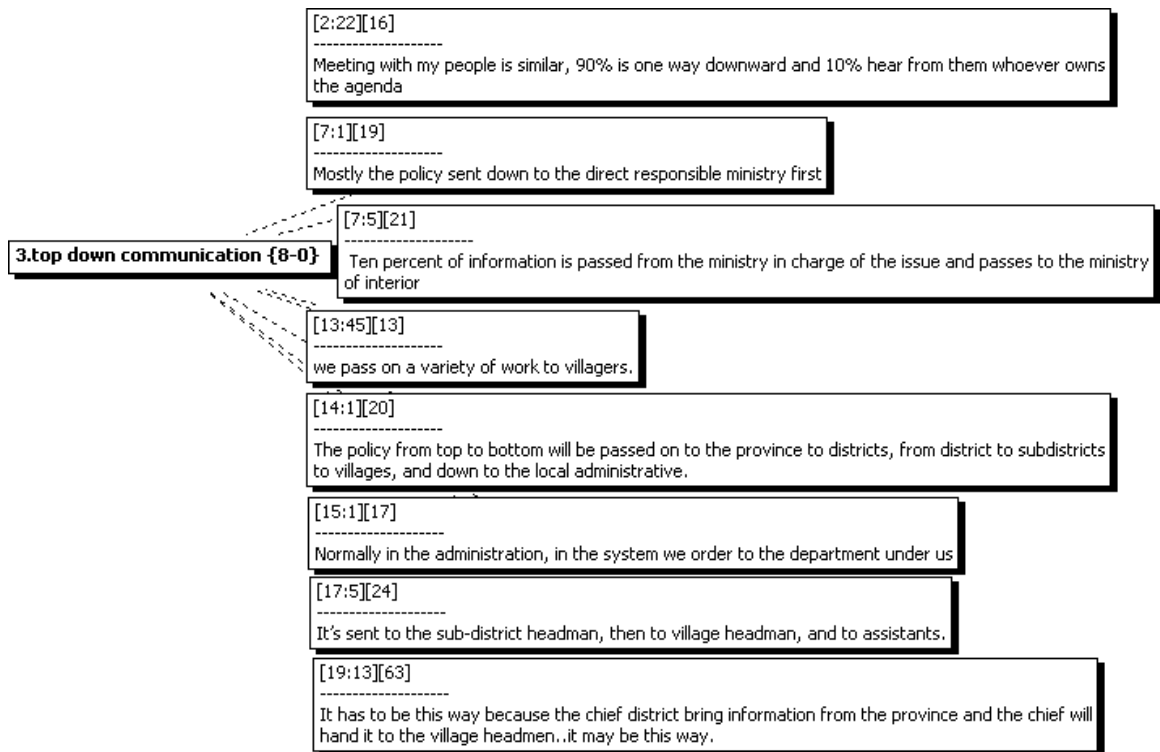 [2:22][16]
--------------------
Meeting with my people is similar, 90% is one way downward and 10% hear from them whoever owns
the agenda
[7:1][19]
--------------------
Mostly the policy sent down to the direct responsible ministry first
3.top down communication {8-0}
[7:5][21]
--------------------
Ten percent of information is passed from the ministry in charge of the issue and passes to the ministry
of interior
[13:45][13]
--------------------
we pass on a variety of work to villagers.
[14:1][20]
--------------------
The policy from top to bottom will be passed on to the province to districts, from district to subdistricts
to villages, and down to the local administrative.
[15:1][17]
--------------------
Normally in the administration, in the system we order to the department under us
[17:5][24]
--------------------
It's sent to the sub-district headman, then to village headman, and to assistants.
[19:13][63]
--------------------
It has to be this way because the chief district bring information from the province and the chief will
hand it to the village headmen..it may be this way.